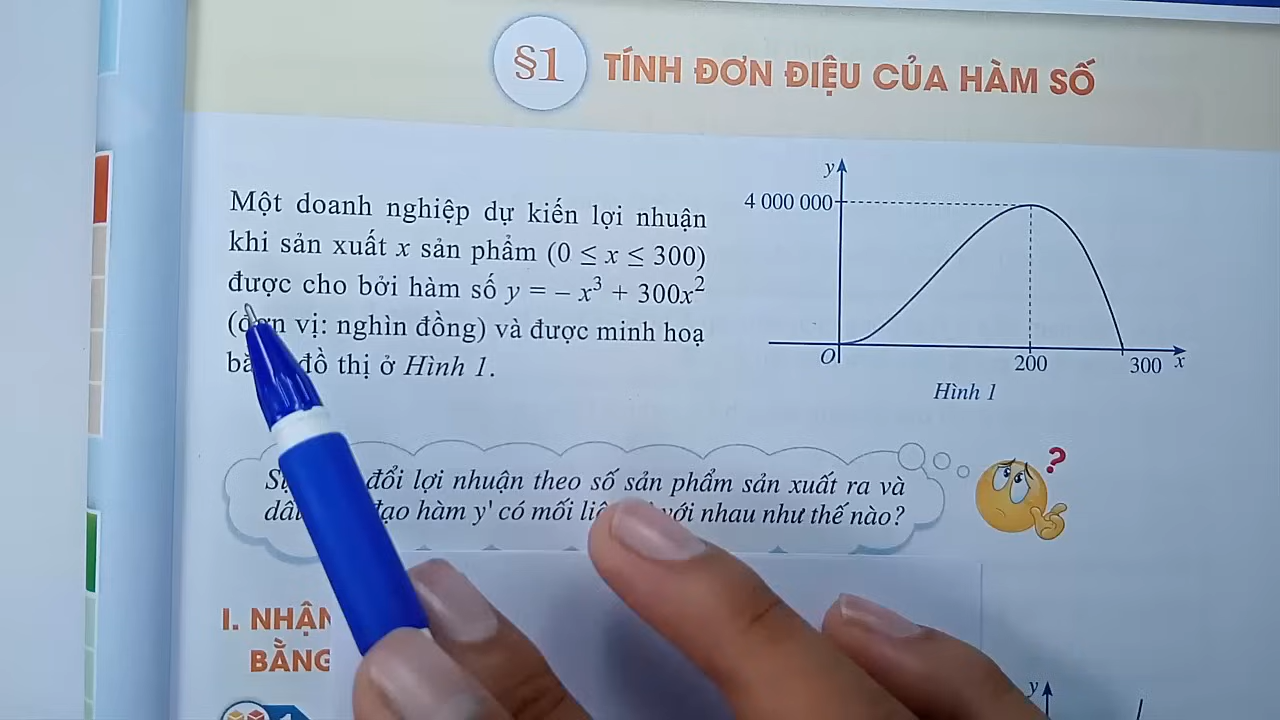 §1 TÍNH ĐƠN ĐIỆU CỦA HÀM SỐ
Một doanh nghiệp dự kiến lợi nhuận
khi sản xuất x sản phẩm (0 ≤ x ≤ 300)
được cho bởi hàm số y = – x³ + 300x²
(đơn vị: nghìn đồng) và được minh hoạ
đồ thị ở Hình 1.
y
4 000 000
O
200
300
x
Hình 1
đổi lợi nhuận theo số sản phẩm sản xuất ra và
đạo hàm y' có mối với nhau như thế nào?
?
I. NHẬN
BẰNG
1
y